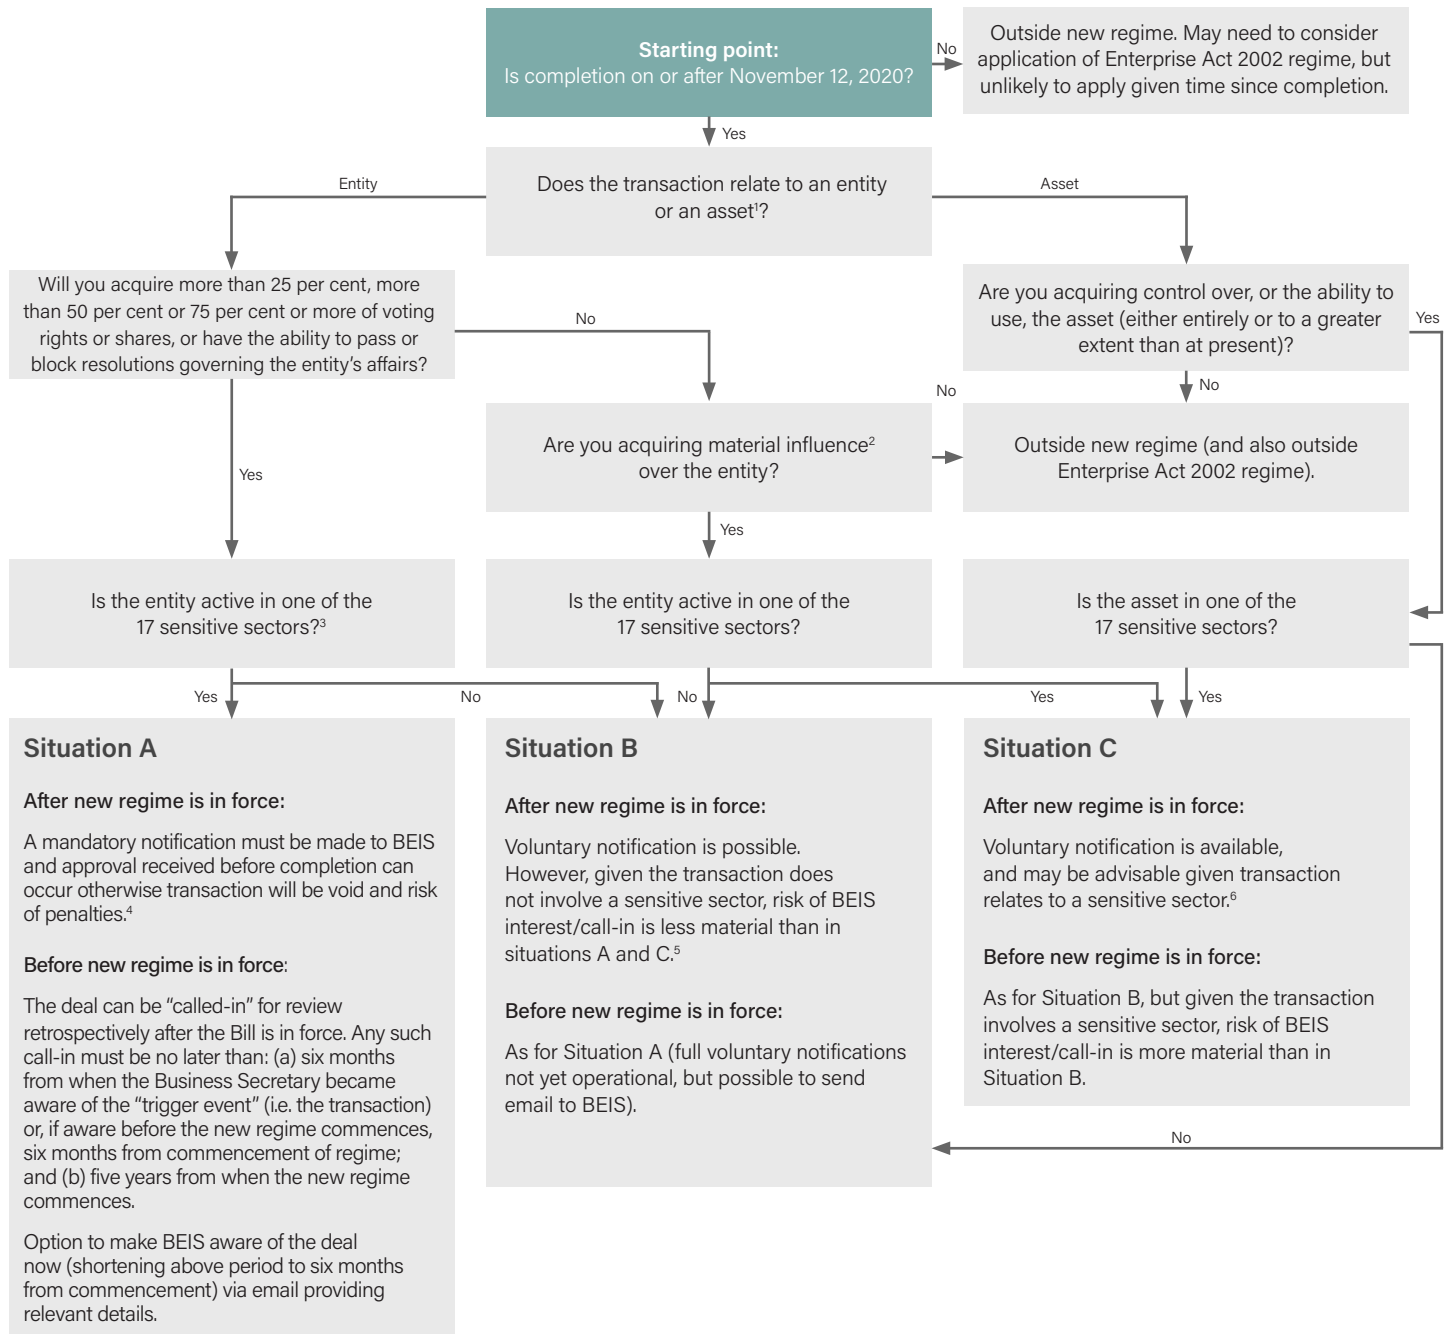 Starting point:
Is completion on or after November 12, 2020?
No
Outside new regime. May need to consider
application of Enterprise Act 2002 regime, but
unlikely to apply given time since completion.
Yes
Does the transaction relate to an entity
or an asset¹?
Entity
Asset
Will you acquire more than 25 per cent, more
than 50 per cent or 75 per cent or more of voting
rights or shares, or have the ability to pass or
block resolutions governing the entity's affairs?
No
Are you acquiring control over, or the ability to
use, the asset (either entirely or to a greater
extent than at present)?
Yes
No
Yes
Are you acquiring material influence²
over the entity?
No
Outside new regime (and also outside
Enterprise Act 2002 regime).
Yes
Is the entity active in one of the
17 sensitive sectors?³
Is the entity active in one of the
17 sensitive sectors?
Is the asset in one of the
17 sensitive sectors?
Yes
No
No
Yes
Yes
Situation A
After new regime is in force:
A mandatory notification must be made to BEIS
and approval received before completion can
occur otherwise transaction will be void and risk
of penalties.⁴
Before new regime is in force:
The deal can be “called-in” for review
retrospectively after the Bill is in force. Any such
call-in must be no later than: (a) six months
from when the Business Secretary became
aware of the “trigger event” (i.e. the transaction)
or, if aware before the new regime commences,
six months from commencement of regime;
and (b) five years from when the new regime
commences.
Option to make BEIS aware of the deal
now (shortening above period to six months
from commencement) via email providing
relevant details.
Situation B
After new regime is in force:
Voluntary notification is possible.
However, given the transaction does
not involve a sensitive sector, risk of BEIS
interest/call-in is less material than in
situations A and C.⁵
Before new regime is in force:
As for Situation A (full voluntary notifications
not yet operational, but possible to send
email to BEIS).
Situation C
After new regime is in force:
Voluntary notification is available,
and may be advisable given transaction
relates to a sensitive sector.⁶
Before new regime is in force:
As for Situation B, but given the transaction
involves a sensitive sector, risk of BEIS
interest/call-in is more material than in
Situation B.
No